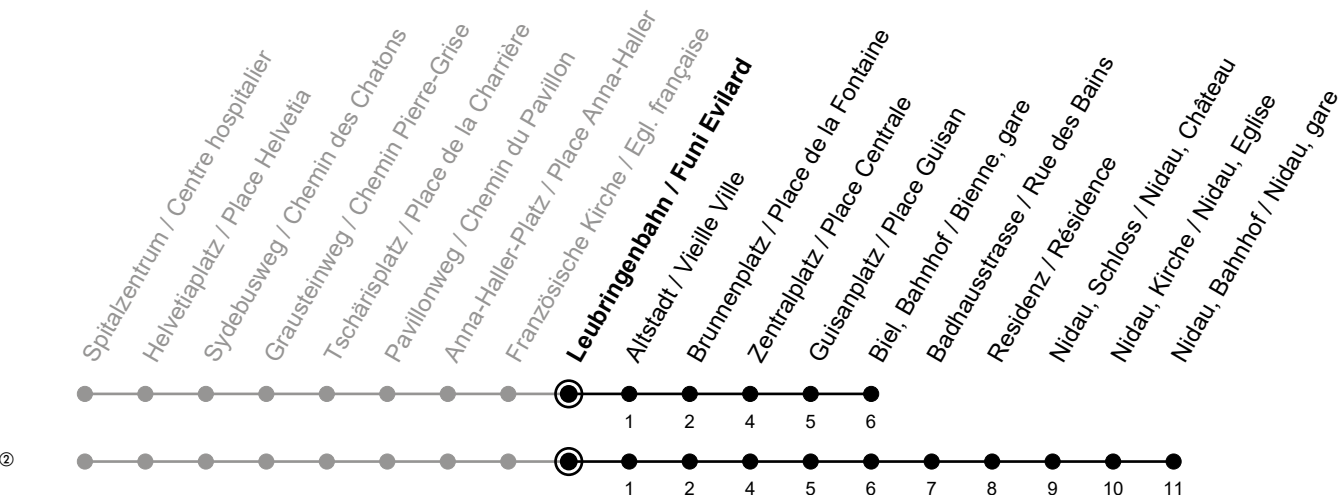 Spitalzentrum / Centre hospitalier
Helvetiaplatz / Place Helvetia
Sydebusweg / Chemin des Chatons
Grausteinweg / Chemin Pierre-Grise
Tschärisplatz / Place de la Charrière
Pavillonweg / Chemin du Pavillon
Anna-Haller-Platz / Place Anna-Haller
Französische Kirche / Egl. française
Leubringenbahn / Funi Evilard
Altstadt / Vieille Ville
Brunnenplatz / Place de la Fontaine
Zentralplatz / Place Centrale
Guisanplatz / Place Guisan
Biel, Bahnhof / Bienne, gare
Badhausstrasse / Rue des Bains
Residenz / Résidence
Nidau, Schloss / Nidau, Château
Nidau, Kirche / Nidau, Eglise
Nidau, Bahnhof / Nidau, gare
1 2 4 5 6
② 1 2 4 5 6 7 8 9 10 11